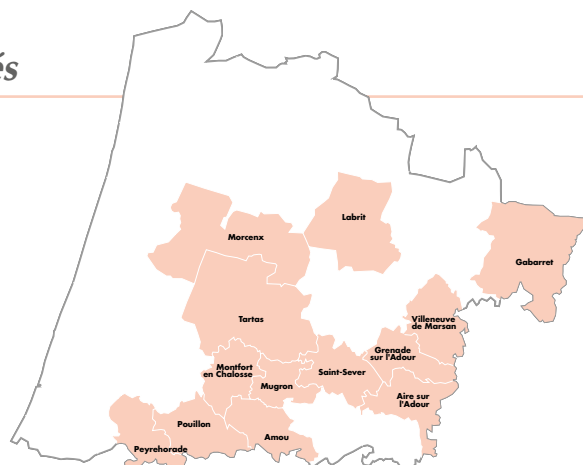 és
Labrit
Morcenx
Gabarret
Tartas
Villeneuve
de Marsan
Grenade
sur l'Adour
Montfort
en Chalosse
Saint-Sever
Mugron
Aire sur
l'Adour
Pouillon
Amou
Peyrehorade